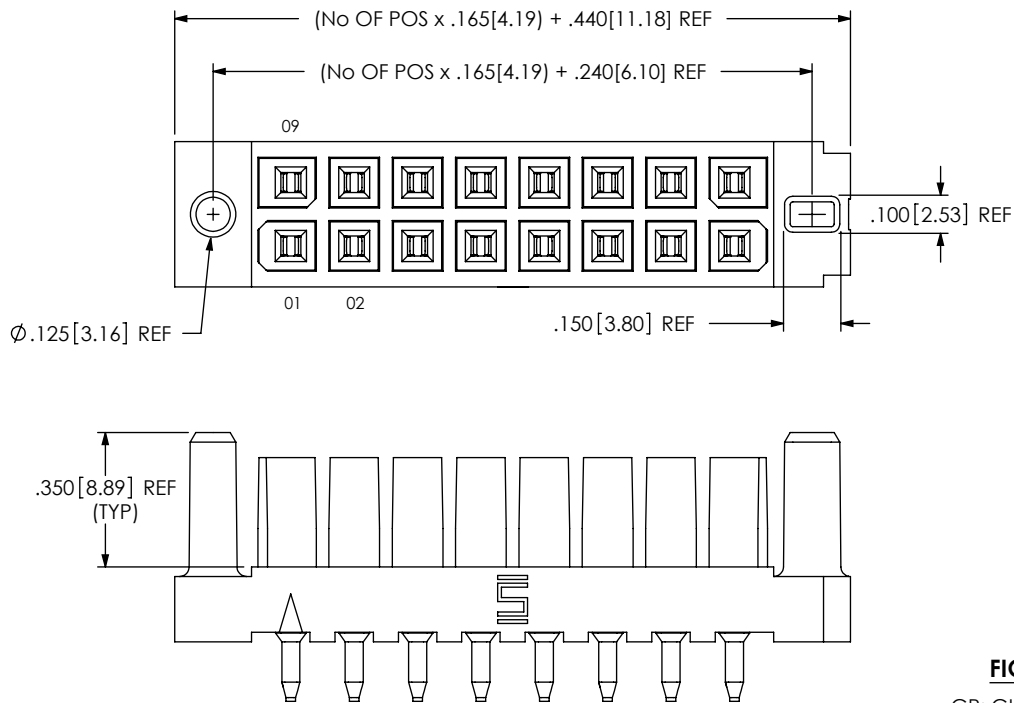 (No OF POS x .165[4.19) + .440[11.18] REF
(No OF POS x .165[4.19) + .240[6.10] REF
09
.100[2.53] REF
01
02
.150[3.80] REF
Ø.125[3.16] REF
.350[8.89] REF
(TYP)